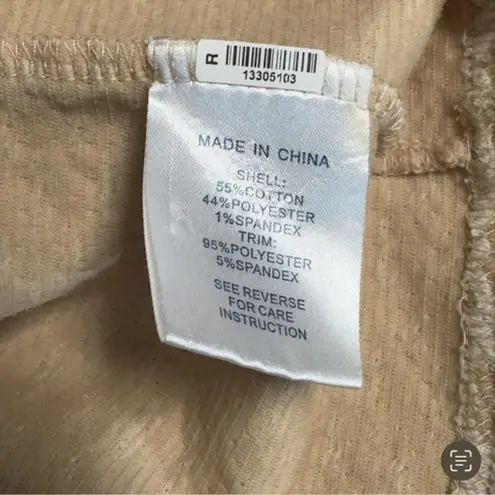 R
13305103
MADE IN CHINA
SHELL:
55%COTTON
44%POLYESTER
1%SPANDEX
TRIM:
95%POLYESTER
5%SPANDEX
SEE REVERSE
FOR CARE
INSTRUCTION